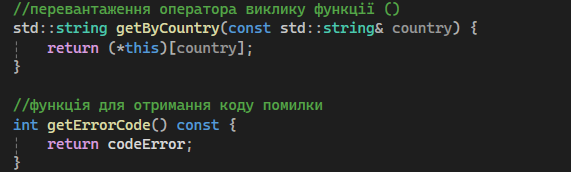 //перевантаження оператора виклику функції ()
std::string getByCountry(const std::string& country) {
    return (*this)[country];
}

//функція для отримання коду помилки
int getErrorCode() const {
    return codeError;
}